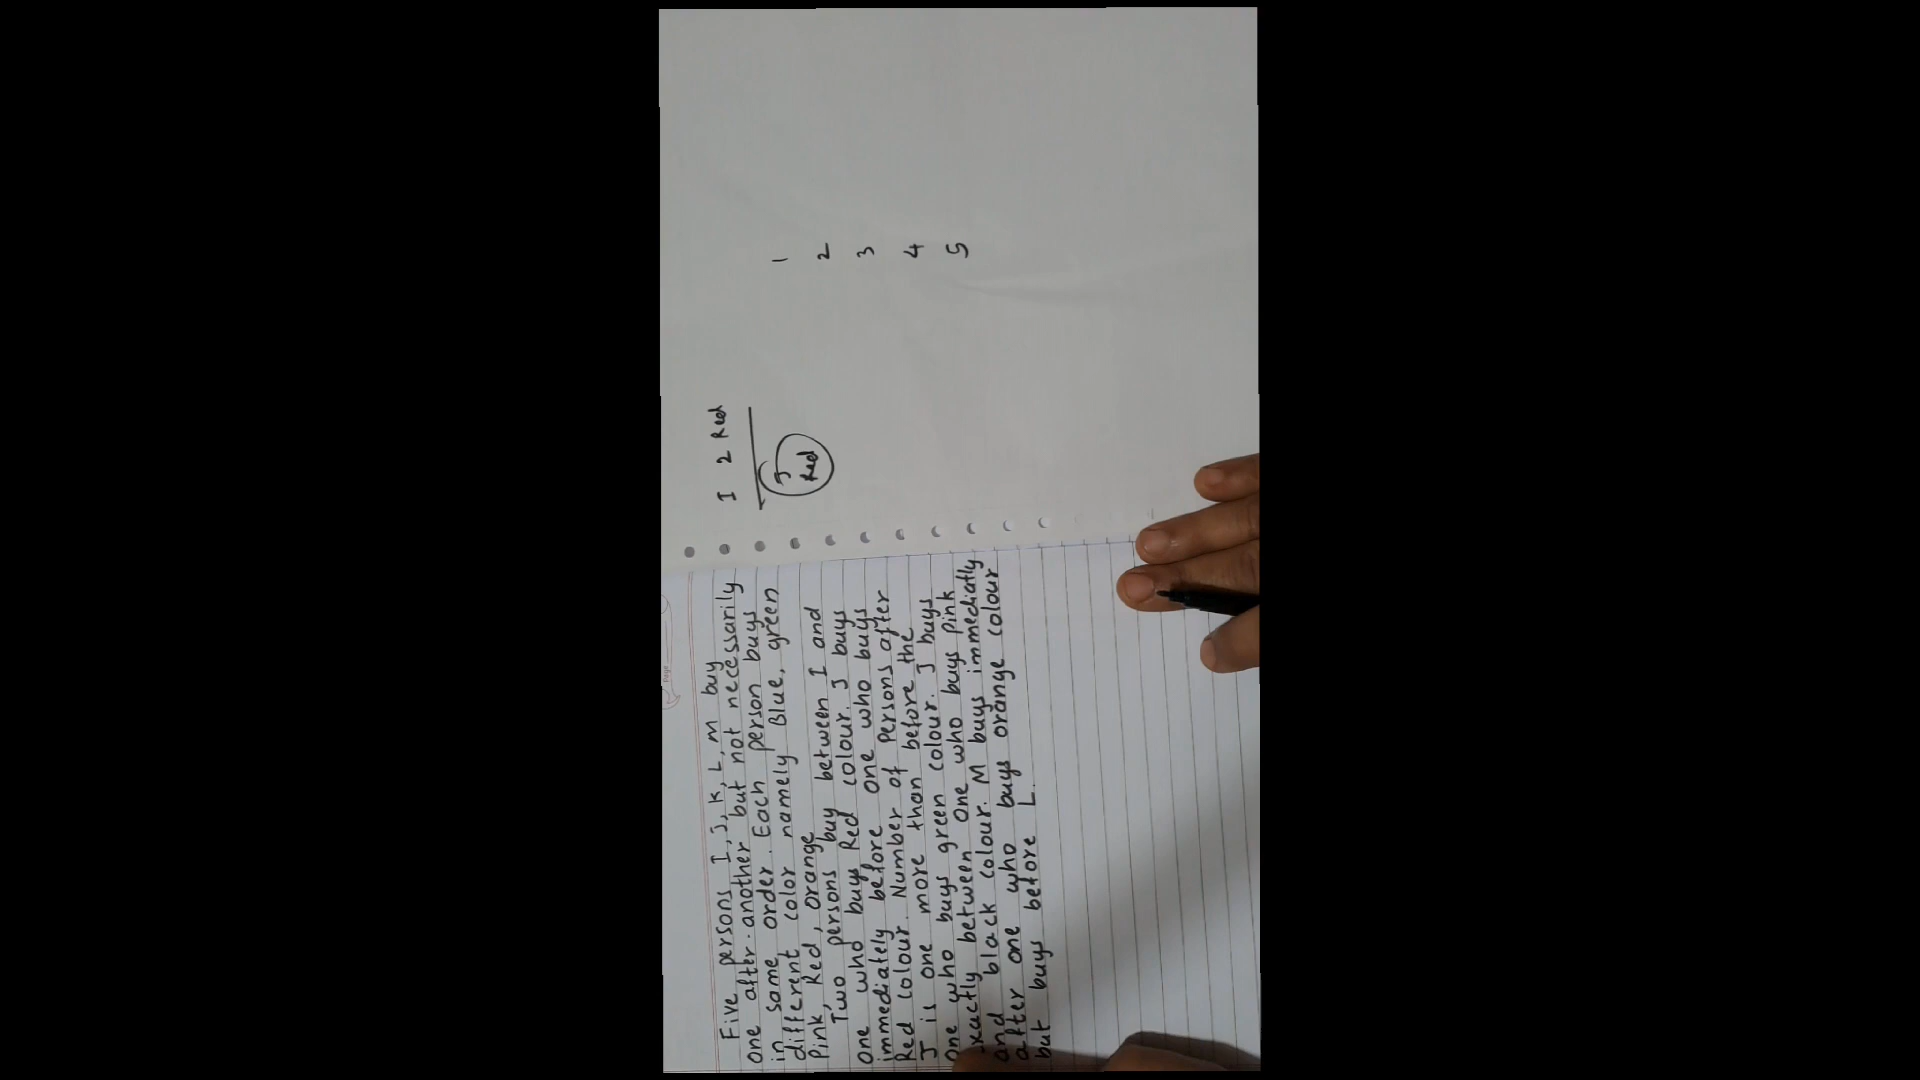 Five persons I, J, K, L, M buy
one after another but not necessarily
in same order. Each person buys
different color namely Blue, green
Pink, Red, orange
Two persons buy between I and
one who buys Red colour. J buys
immediately before one who buys
Red colour. Number of persons after
J is one more than before the
one who buys green colour. J buys
exactly between one who buys pink
and black colour. M buys immediatly
after one who buys orange colour
but buys before L.
I 2 Red
J
Red
1
2
3
4
5